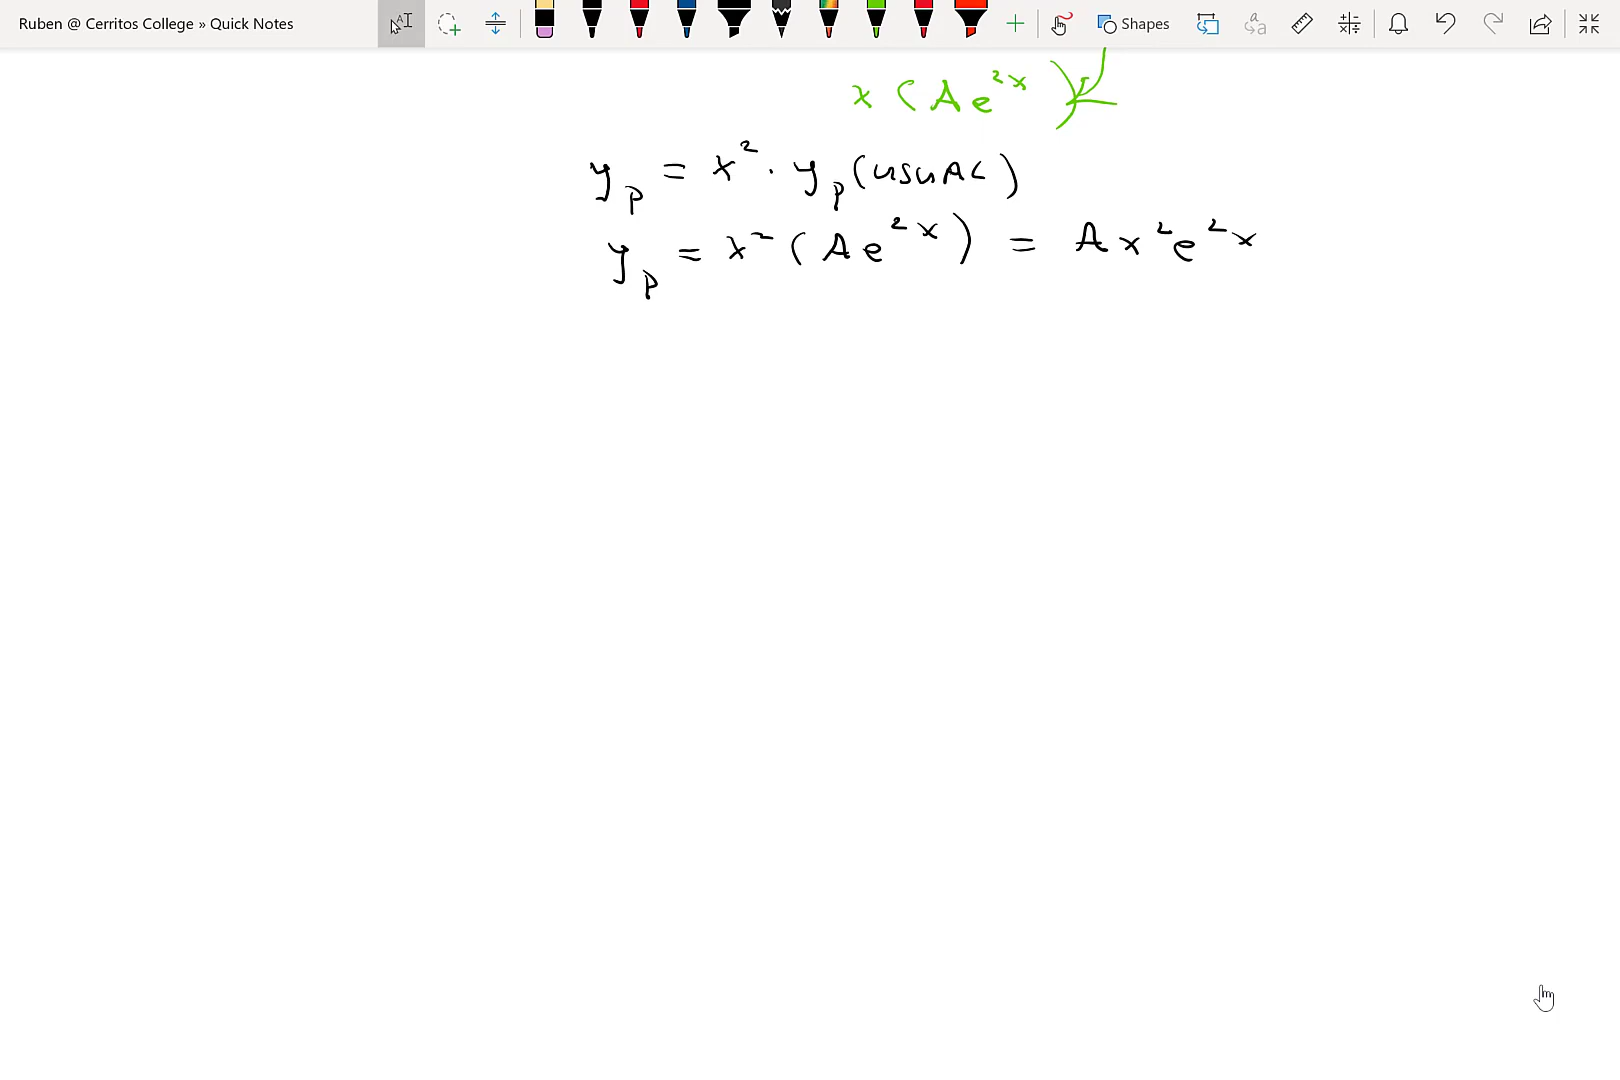 Ruben @ Cerritos College » Quick Notes
Shapes
x (Ae^{2x})
y_p = x^2 · y_p (USUAL)
y_p = x^2 (Ae^{2x}) = Ax^2e^{2x}